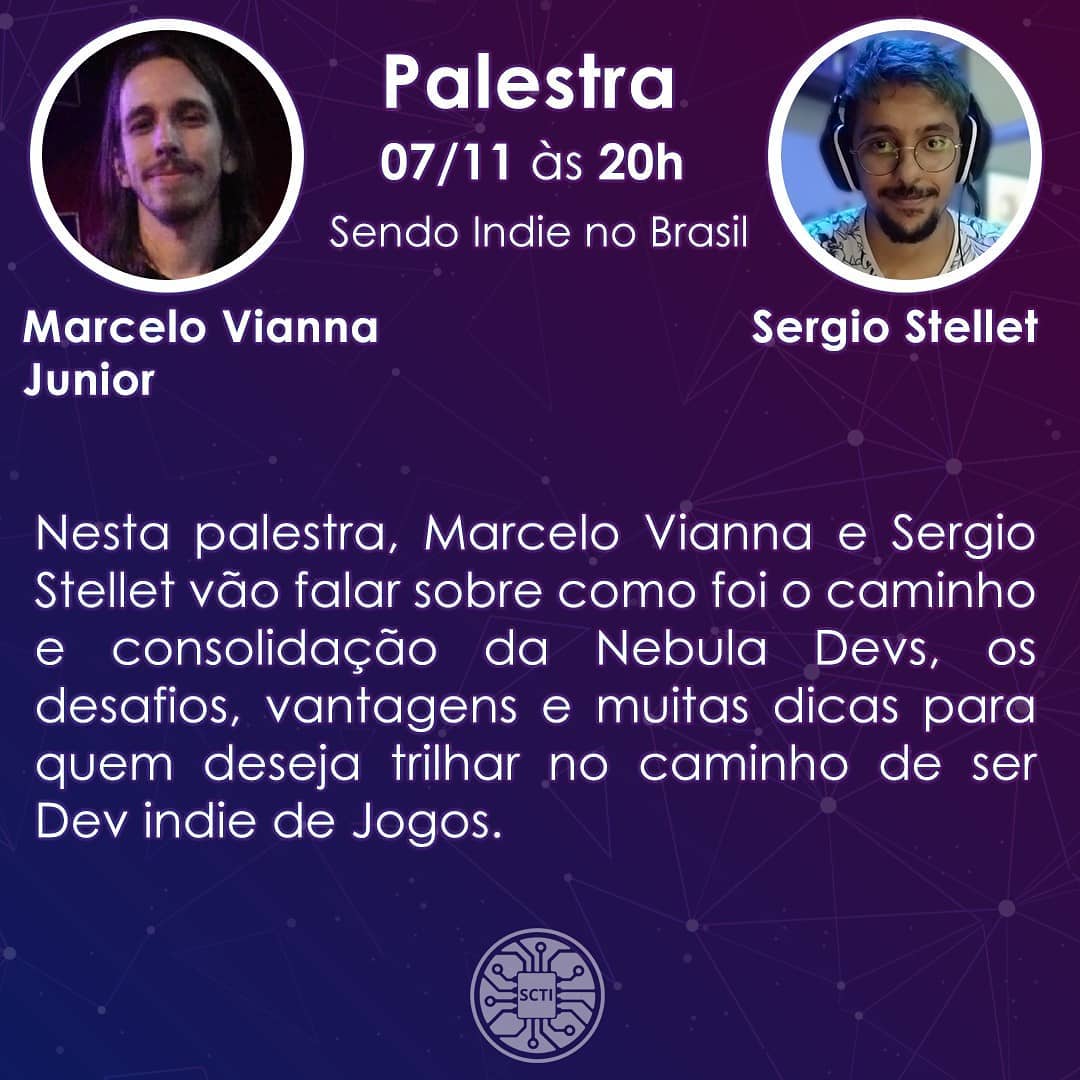 Palestra
07/11 às 20h
Sendo Indie no Brasil
Marcelo Vianna
Junior
Sergio Stellet
Nesta palestra, Marcelo Vianna e Sergio
Stellet vão falar sobre como foi o caminho
e consolidação da Nebula Devs, os
desafios, vantagens e muitas dicas para
quem deseja trilhar no caminho de ser
Dev indie de Jogos.
SCTI